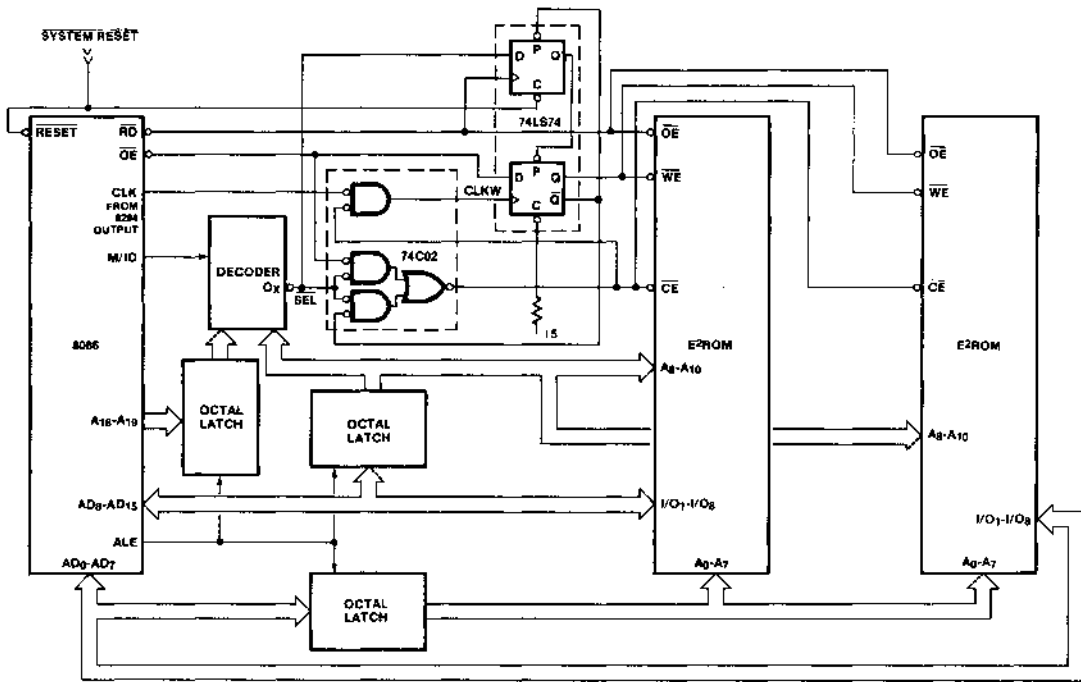 SYSTEM RESET
P
D
Q
C
74LS74
RESET
RD
OE
CLK
FROM
8284
OUTPUT
M/IO
DECODER
OX
SEL
CLKW
74C02
P
D
Q
Q
C
15
OE
WE
CE
OE
WE
CE
8086
E²ROM
E²ROM
A8-A10
A8-A10
OCTAL
LATCH
OCTAL
LATCH
A16-A19
AD8-AD15
I/O1-I/O8
I/O1-I/O8
ALE
AD0-AD7
A0-A7
A0-A7
OCTAL
LATCH